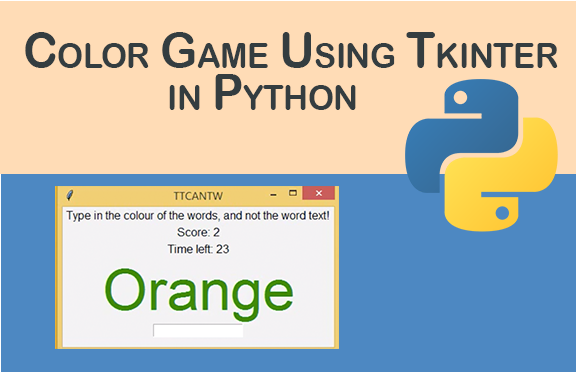 Color Game Using Tkinter
in Python
TTCANTW
Type in the colour of the words, and not the word text!
Score: 2
Time left: 23
Orange